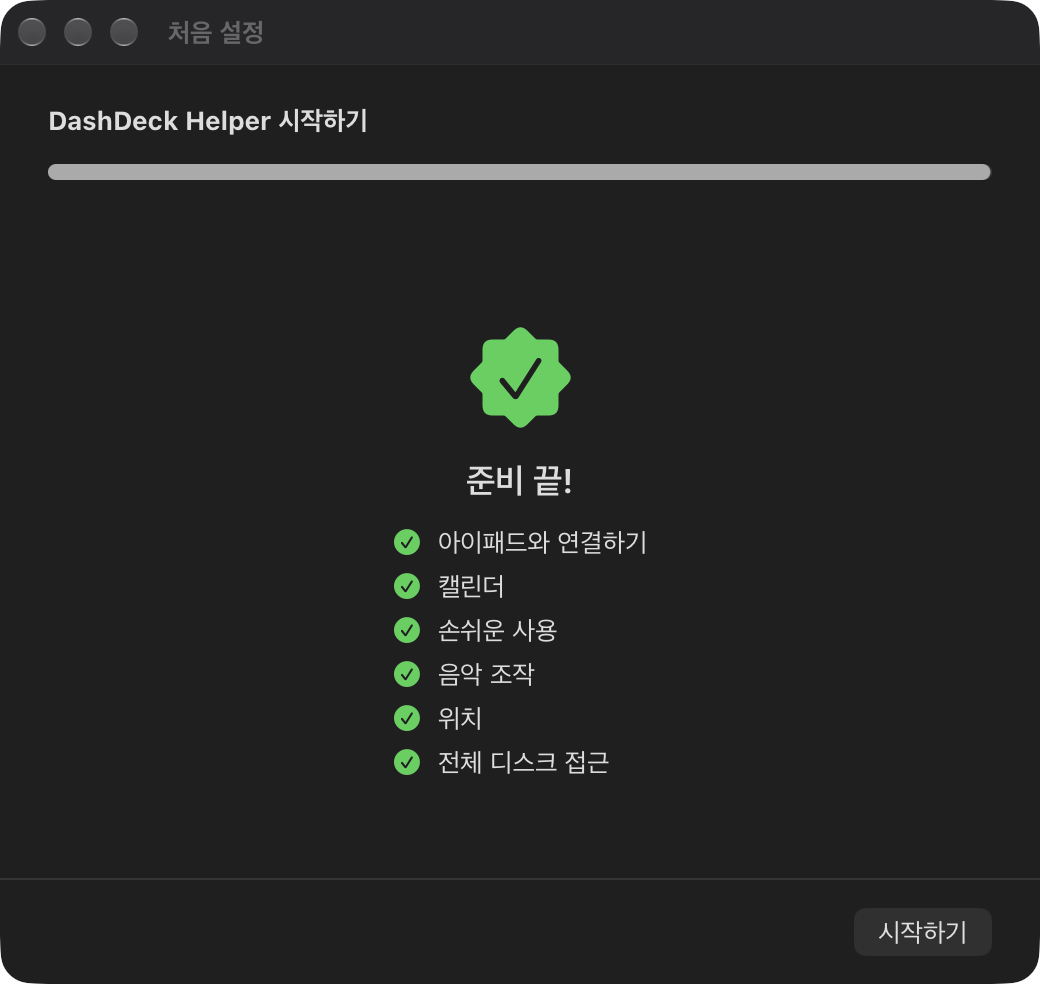 처음 설정
DashDeck Helper 시작하기
준비 끝!
아이패드와 연결하기
캘린더
손쉬운 사용
음악 조작
위치
전체 디스크 접근
시작하기